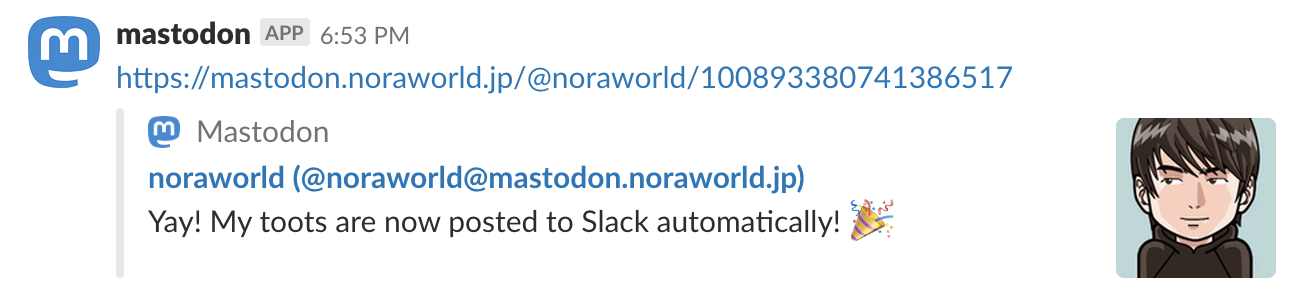 mastodon APP 6:53 PM
https://mastodon.noraworld.jp/@noraworld/100893380741386517
Mastodon
noraworld (@noraworld@mastodon.noraworld.jp)
Yay! My toots are now posted to Slack automatically! 🎉